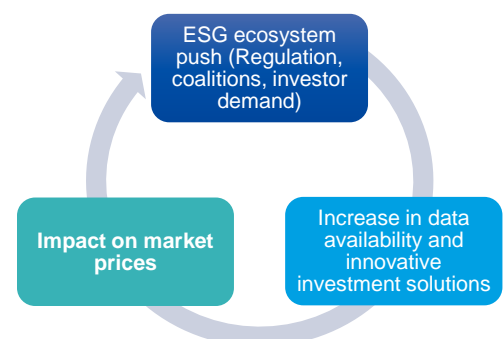 ESG ecosystem
push (Regulation,
coalitions, investor
demand)
Increase in data
availability and
innovative
investment solutions
Impact on market
prices